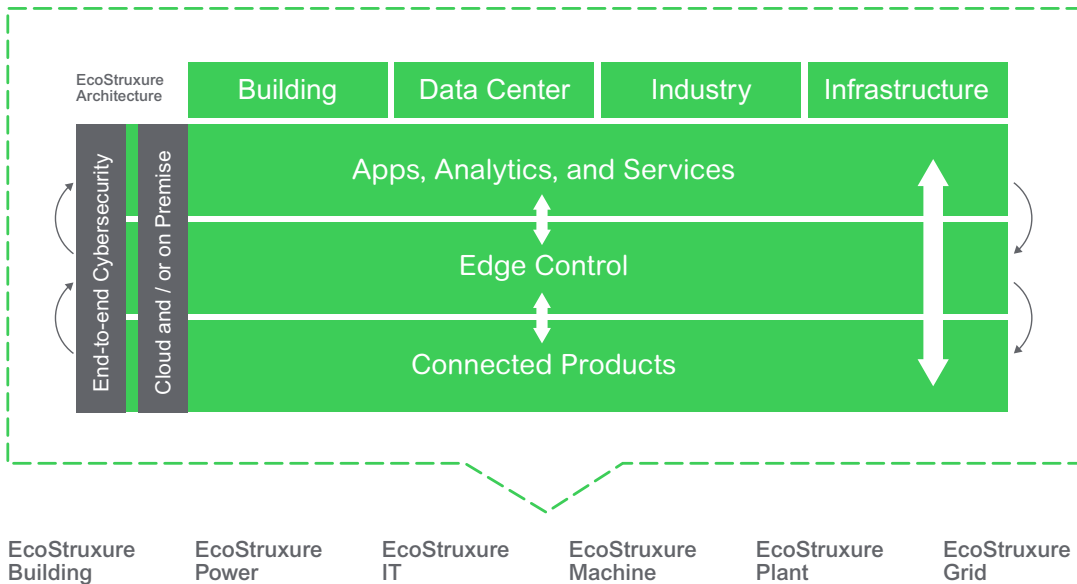 EcoStruxure
Architecture
Building
Data Center
Industry
Infrastructure
End-to-end Cybersecurity
Cloud and / or on Premise
Apps, Analytics, and Services
Edge Control
Connected Products
EcoStruxure
Building
EcoStruxure
Power
EcoStruxure
IT
EcoStruxure
Machine
EcoStruxure
Plant
EcoStruxure
Grid